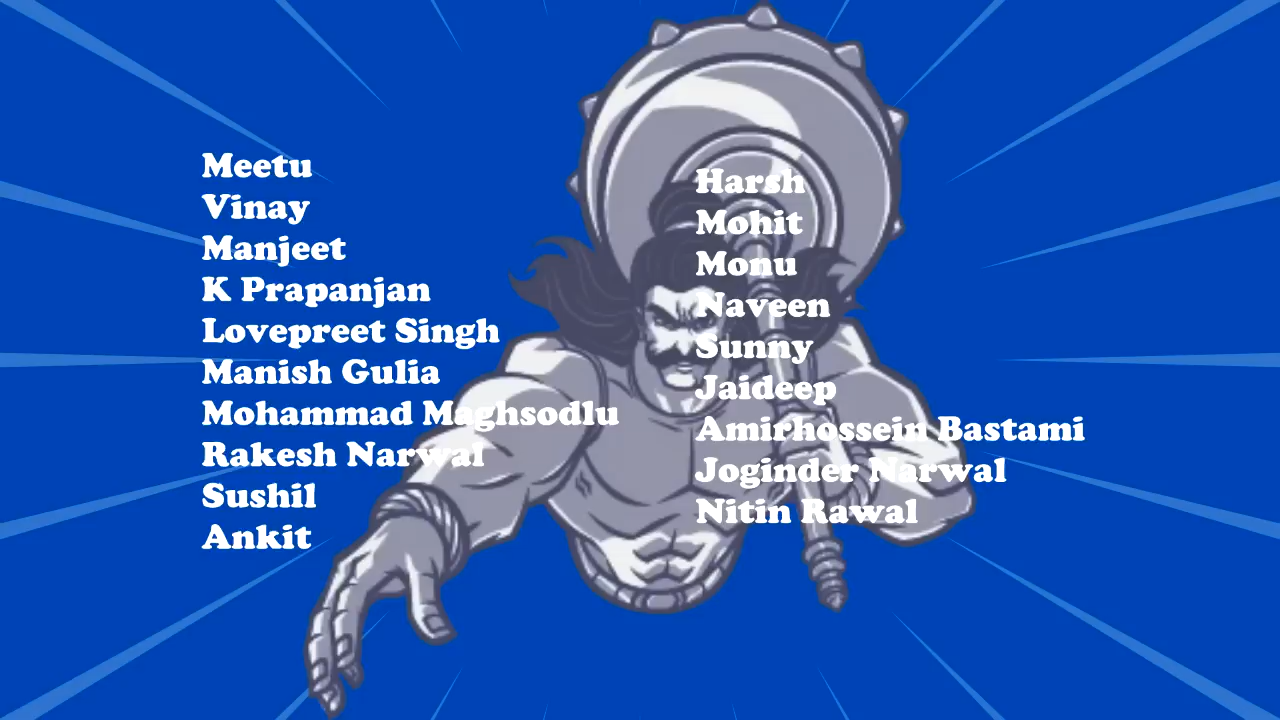 Meetu
Vinay
Manjeet
K Prapanjan
Lovepreet Singh
Manish Gulia
Mohammad Maghsodlu
Rakesh Narwal
Sushil
Ankit
Harsh
Mohit
Monu
Naveen
Sunny
Jaideep
Amirhossein Bastami
Joginder Narwal
Nitin Rawal